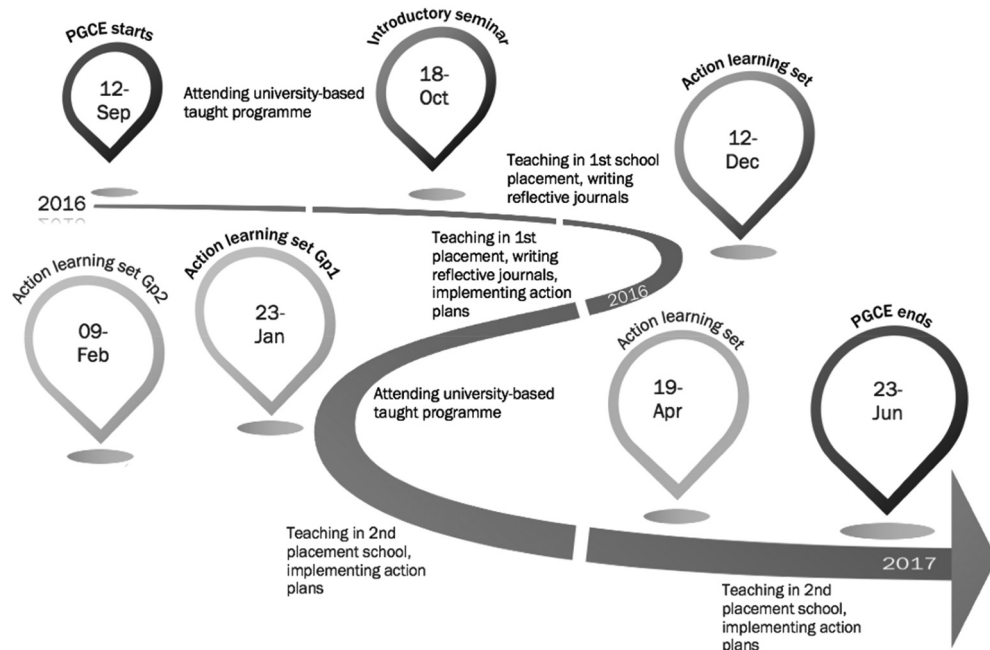 PGCE starts
12-
Sep
Attending university-based
taught programme
Introductory seminar
18-
Oct
Action learning set
12-
Dec
Teaching in 1st school
placement, writing
reflective journals
2016
Teaching in 1st
placement, writing
reflective journals,
implementing action
plans
2016
Action learning set Gp2
09-
Feb
Action learning set Gp1
23-
Jan
Attending university-based
taught programme
Action learning set
19-
Apr
PGCE ends
23-
Jun
Teaching in 2nd
placement school,
implementing action
plans
2017
Teaching in 2nd
placement school,
implementing action
plans